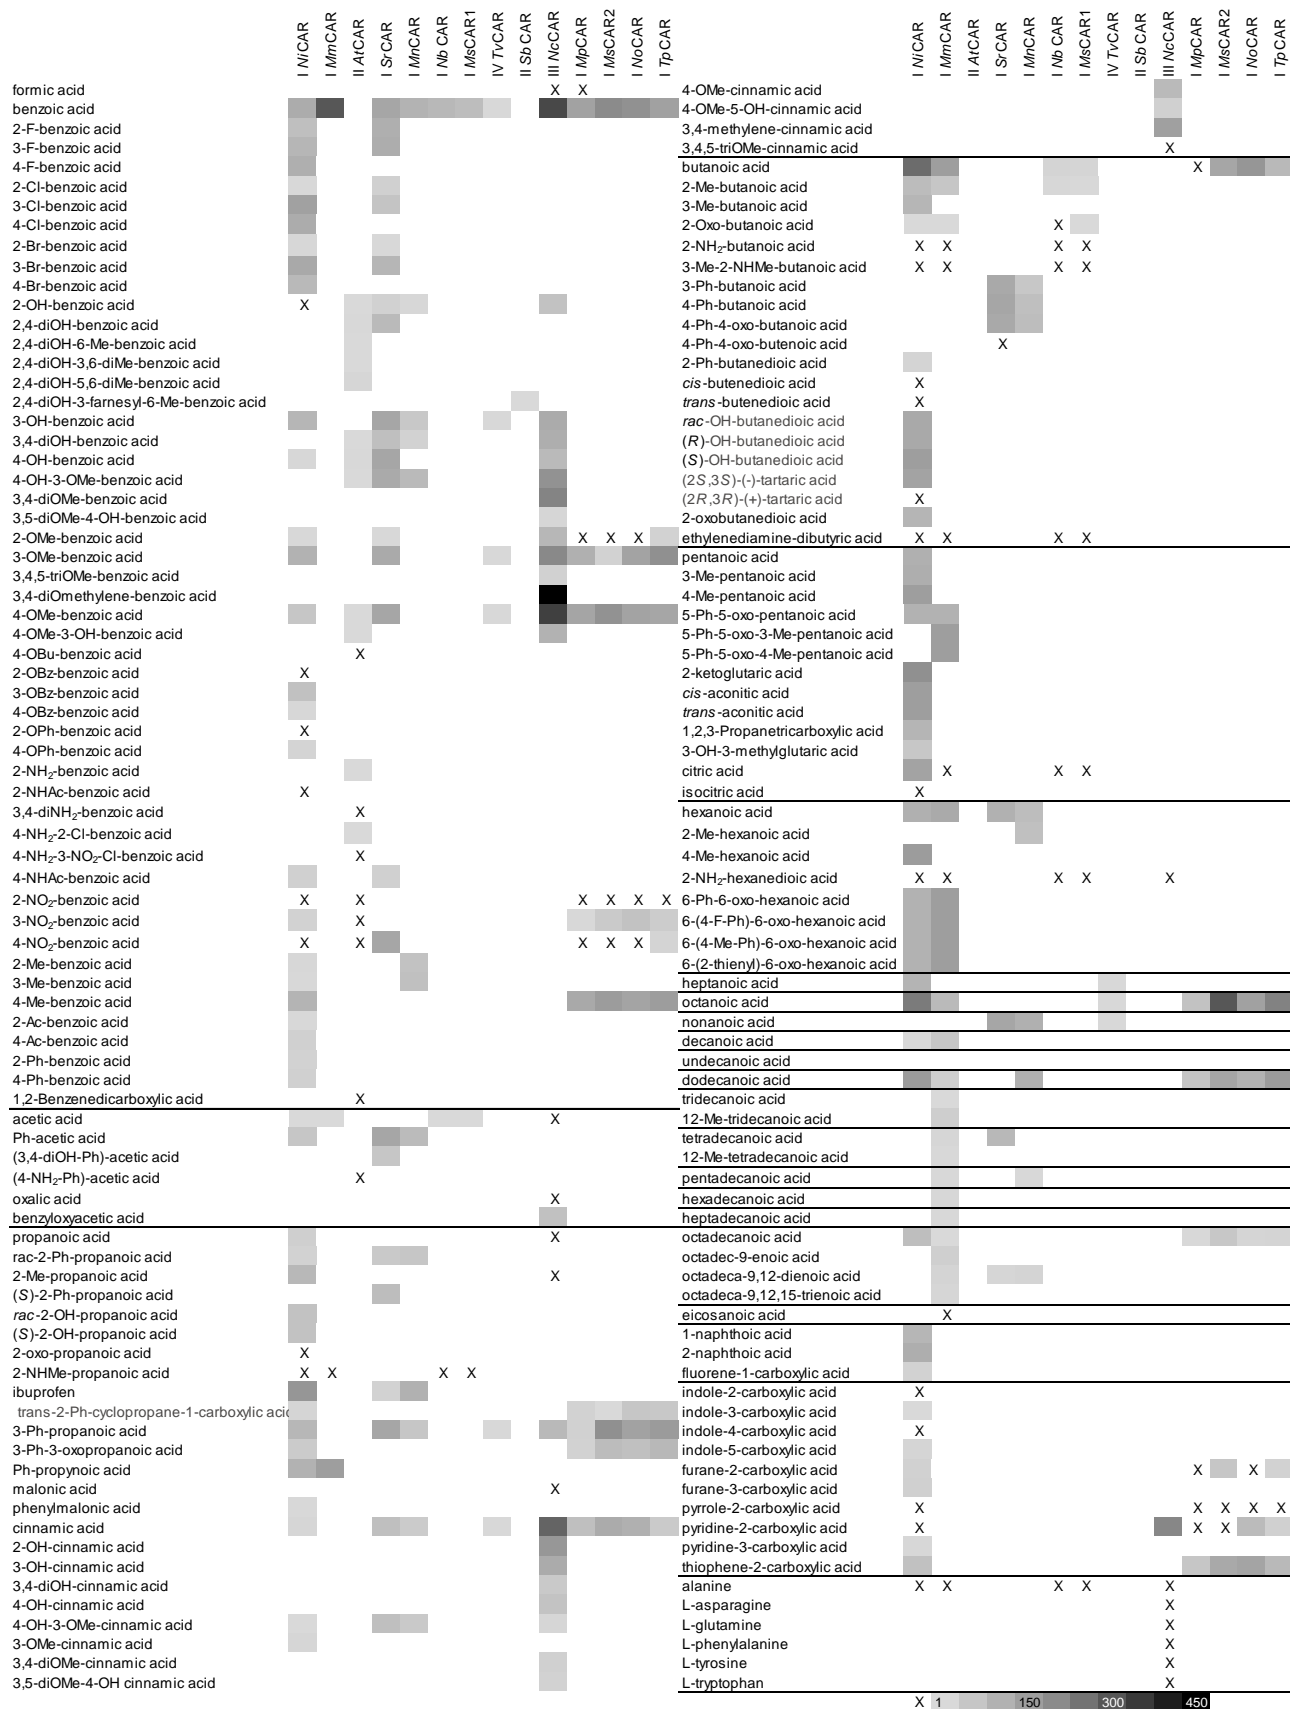 I NiCAR
I MmCAR
III AtCAR
I SrCAR
I MnCAR
I Nb CAR
I MsCAR1
IV TvCAR
II Sb CAR
III NcCAR
I MpCAR
I MsCAR2
I NoCAR
I TpCAR
formic acid X X
benzoic acid
2-F-benzoic acid
3-F-benzoic acid
4-F-benzoic acid
2-Cl-benzoic acid
3-Cl-benzoic acid
4-Cl-benzoic acid
2-Br-benzoic acid
3-Br-benzoic acid
4-Br-benzoic acid
2-OH-benzoic acid X
2,4-diOH-benzoic acid
2,4-diOH-6-Me-benzoic acid
2,4-diOH-3,6-diMe-benzoic acid
2,4-diOH-5,6-diMe-benzoic acid
2,4-diOH-3-farnesyl-6-Me-benzoic acid
3-OH-benzoic acid
3,4-diOH-benzoic acid
4-OH-benzoic acid
4-OH-3-OMe-benzoic acid
3,4-diOMe-benzoic acid
3,5-diOMe-4-OH-benzoic acid
2-OMe-benzoic acid X X X
3-OMe-benzoic acid
3,4,5-triOMe-benzoic acid
3,4-diOmethylene-benzoic acid
4-OMe-benzoic acid
4-OMe-3-OH-benzoic acid
4-OBu-benzoic acid X
2-OBz-benzoic acid X
3-OBz-benzoic acid
4-OBz-benzoic acid
2-OPh-benzoic acid X
4-OPh-benzoic acid
2-NH2-benzoic acid
2-NHAc-benzoic acid X
3,4-diNH2-benzoic acid X
4-NH2-2-Cl-benzoic acid
4-NH2-3-NO2-Cl-benzoic acid X
4-NHAc-benzoic acid
2-NO2-benzoic acid X X X X X X
3-NO2-benzoic acid X
4-NO2-benzoic acid X X X X X
2-Me-benzoic acid
3-Me-benzoic acid
4-Me-benzoic acid
2-Ac-benzoic acid
4-Ac-benzoic acid
2-Ph-benzoic acid
4-Ph-benzoic acid
1,2-Benzenedicarboxylic acid X
acetic acid X
Ph-acetic acid
(3,4-diOH-Ph)-acetic acid
(4-NH2-Ph)-acetic acid X
oxalic acid X
benzyloxyacetic acid
propanoic acid X
rac-2-Ph-propanoic acid
2-Me-propanoic acid X
(S)-2-Ph-propanoic acid
rac-2-OH-propanoic acid
(S)-2-OH-propanoic acid
2-oxo-propanoic acid X
2-NHMe-propanoic acid X X X X
ibuprofen
trans-2-Ph-cyclopropane-1-carboxylic acid
3-Ph-propanoic acid
3-Ph-3-oxopropanoic acid
Ph-propynoic acid
malonic acid X
phenylmalonic acid
cinnamic acid
2-OH-cinnamic acid
3-OH-cinnamic acid
3,4-diOH-cinnamic acid
4-OH-cinnamic acid
4-OH-3-OMe-cinnamic acid
3-OMe-cinnamic acid
3,4-diOMe-cinnamic acid
3,5-diOMe-4-OH cinnamic acid
I NiCAR
I MmCAR
III AtCAR
I SrCAR
I MnCAR
I Nb CAR
I MsCAR1
IV TvCAR
II Sb CAR
III NcCAR
I MpCAR
I MsCAR2
I NoCAR
I TpCAR
4-OMe-cinnamic acid
4-OMe-5-OH-cinnamic acid
3,4-methylene-cinnamic acid
3,4,5-triOMe-cinnamic acid X
butanoic acid X
2-Me-butanoic acid
3-Me-butanoic acid
2-Oxo-butanoic acid X
2-NH2-butanoic acid X X X X
3-Me-2-NHMe-butanoic acid X X X X
3-Ph-butanoic acid
4-Ph-butanoic acid
4-Ph-4-oxo-butanoic acid
4-Ph-4-oxo-butenoic acid X
2-Ph-butanedioic acid
cis-butenedioic acid X
trans-butenedioic acid X
rac-OH-butanedioic acid
(R)-OH-butanedioic acid
(S)-OH-butanedioic acid
(2S,3S)-(-)-tartaric acid
(2R,3R)-(+)-tartaric acid X
2-oxobutanedioic acid
ethylenediamine-dibutyric acid X X X X
pentanoic acid
3-Me-pentanoic acid
4-Me-pentanoic acid
5-Ph-5-oxo-pentanoic acid
5-Ph-5-oxo-3-Me-pentanoic acid
5-Ph-5-oxo-4-Me-pentanoic acid
2-ketoglutaric acid
cis-aconitic acid
trans-aconitic acid
1,2,3-Propanetricarboxylic acid
3-OH-3-methylglutaric acid
citric acid X X X
isocitric acid X
hexanoic acid
2-Me-hexanoic acid
4-Me-hexanoic acid
2-NH2-hexanedioic acid X X X X X
6-Ph-6-oxo-hexanoic acid
6-(4-F-Ph)-6-oxo-hexanoic acid
6-(4-Me-Ph)-6-oxo-hexanoic acid
6-(2-thienyl)-6-oxo-hexanoic acid
heptanoic acid
octanoic acid
nonanoic acid
decanoic acid
undecanoic acid
dodecanoic acid
tridecanoic acid
12-Me-tridecanoic acid
tetradecanoic acid
12-Me-tetradecanoic acid
pentadecanoic acid
hexadecanoic acid
heptadecanoic acid
octadecanoic acid
octadec-9-enoic acid
octadeca-9,12-dienoic acid
octadeca-9,12,15-trienoic acid
eicosanoic acid X
1-naphthoic acid
2-naphthoic acid
fluorene-1-carboxylic acid
indole-2-carboxylic acid X
indole-3-carboxylic acid
indole-4-carboxylic acid X
indole-5-carboxylic acid
furane-2-carboxylic acid X X
furane-3-carboxylic acid
pyrrole-2-carboxylic acid X X X X X
pyridine-2-carboxylic acid X X X
pyridine-3-carboxylic acid
thiophene-2-carboxylic acid
alanine X X X X X
L-asparagine X
L-glutamine X
L-phenylalanine X
L-tyrosine X
L-tryptophan X
X 1 150 300 450